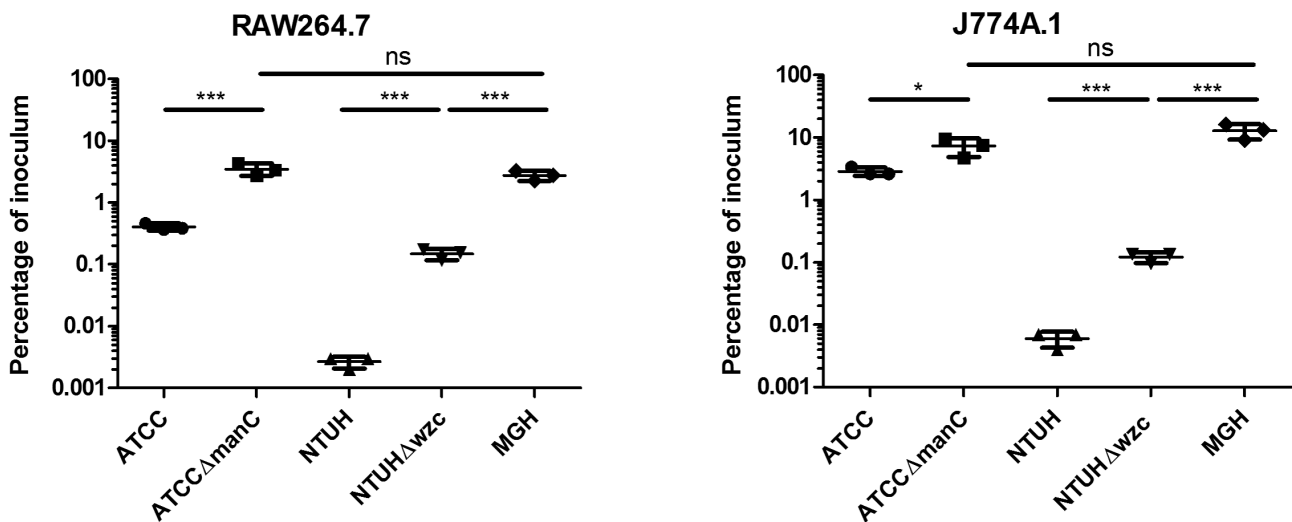 RAW264.7
ns
*** *** ***
Percentage of inoculum
100
10
1
0.1
0.01
0.001
ATCC
ATCCΔmanC
NTUH
NTUHΔwzc
MGH
J774A.1
ns
* *** ***
Percentage of inoculum
100
10
1
0.1
0.01
0.001
ATCC
ATCCΔmanC
NTUH
NTUHΔwzc
MGH